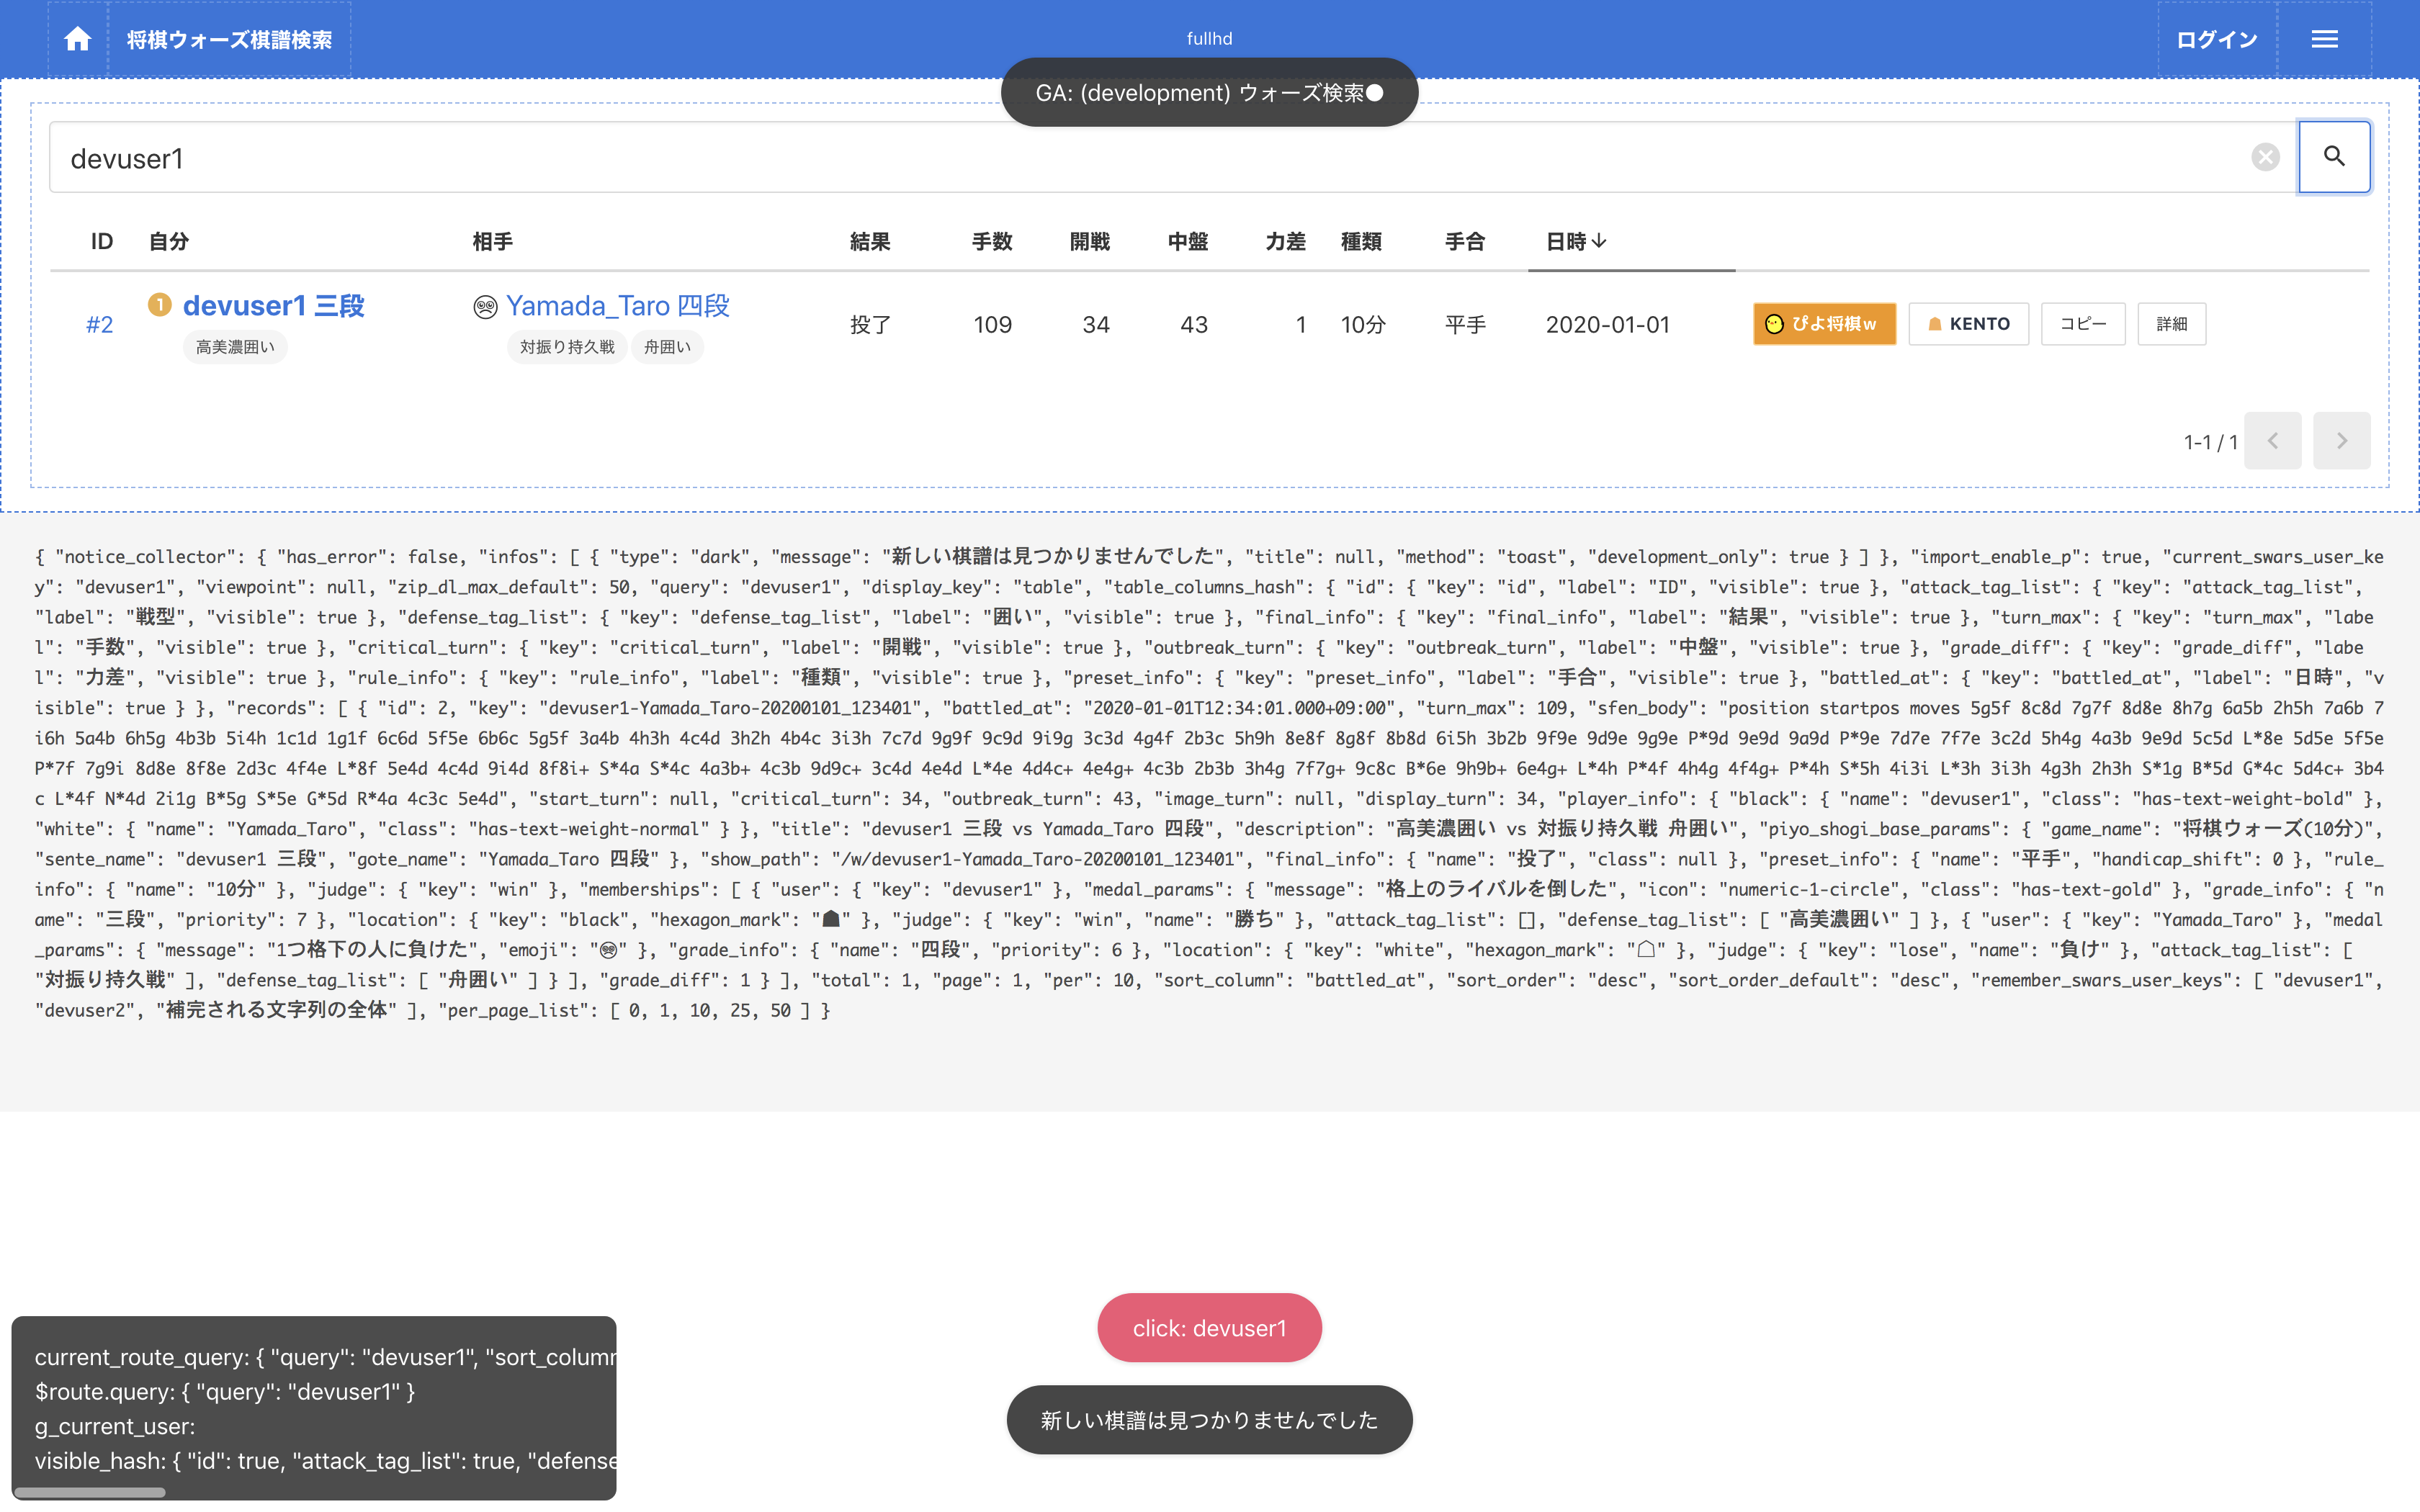 将棋ウォーズ棋譜検索
fullhd
ログイン
GA: (development) ウォーズ検索●
devuser1
ID 自分 相手 結果 手数 開戦 中盤 力差 種類 手合 日時↓
#2 1 devuser1 三段 Yamada_Taro 四段 投了 109 34 43 1 10分 平手 2020-01-01 ぴよ将棋w KENTO コピー 詳細
高美濃囲い 対振り持久戦 舟囲い
1-1 / 1
{ "notice_collector": { "has_error": false, "infos": [ { "type": "dark", "message": "新しい棋譜は見つかりませんでした", "title": null, "method": "toast", "development_only": true } ] }, "import_enable_p": true, "current_swars_user_ke
y": "devuser1", "viewpoint": null, "zip_dl_max_default": 50, "query": "devuser1", "display_key": "table", "table_columns_hash": { "id": { "key": "id", "label": "ID", "visible": true }, "attack_tag_list": { "key": "attack_tag_list",
"label": "戦型", "visible": true }, "defense_tag_list": { "key": "defense_tag_list", "label": "囲い", "visible": true }, "final_info": { "key": "final_info", "label": "結果", "visible": true }, "turn_max": { "key": "turn_max", "labe
l": "手数", "visible": true }, "critical_turn": { "key": "critical_turn", "label": "開戦", "visible": true }, "outbreak_turn": { "key": "outbreak_turn", "label": "中盤", "visible": true }, "grade_diff": { "key": "grade_diff", "labe
l": "力差", "visible": true }, "rule_info": { "key": "rule_info", "label": "種類", "visible": true }, "preset_info": { "key": "preset_info", "label": "手合", "visible": true }, "battled_at": { "key": "battled_at", "label": "日時", "v
isible": true } }, "records": [ { "id": 2, "key": "devuser1-Yamada_Taro-20200101_123401", "battled_at": "2020-01-01T12:34:01.000+09:00", "turn_max": 109, "sfen_body": "position startpos moves 5g5f 8c8d 7g7f 8d8e 8h7g 6a5b 2h5h 7a6b 7
i6h 5a4b 6h5g 4b3b 5i4h 1c1d 1g1f 6c6d 5f5e 6b6c 5g5f 3a4b 4h3h 4c4d 3h2h 4b4c 3i3h 7c7d 9g9f 9c9d 9i9g 3c3d 4g4f 2b3c 5h9h 8e8f 8g8f 8b8d 6i5h 3b2b 9f9e 9d9e 9g9e P*9d 9e9d 9a9d P*9e 7d7e 7f7e 3c2d 5h4g 4a3b 9e9d 5c5d L*8e 5d5e 5f5e
P*7f 7g9i 8d8e 8f8e 2d3c 4f4e L*8f 5e4d 4c4d 9i4d 8f8i+ S*4a S*4c 4a3b+ 4c3b 9d9c+ 3c4d 4e4d L*4e 4d4c+ 4e4g+ 4c3b 2b3b 3h4g 7f7g+ 9c8c B*6e 9h9b+ 6e4g+ L*4h P*4f 4h4g 4f4g+ P*4h S*5h 4i3i L*3h 3i3h 4g3h 2h3h S*1g B*5d G*4c 5d4c+ 3b4
c L*4f N*4d 2i1g B*5g S*5e G*5d R*4a 4c3c 5e4d", "start_turn": null, "critical_turn": 34, "outbreak_turn": 43, "image_turn": null, "display_turn": 34, "player_info": { "black": { "name": "devuser1", "class": "has-text-weight-bold" },
"white": { "name": "Yamada_Taro", "class": "has-text-weight-normal" } }, "title": "devuser1 三段 vs Yamada_Taro 四段", "description": "高美濃囲い vs 対振り持久戦 舟囲い", "piyo_shogi_base_params": { "game_name": "将棋ウォーズ(10分)",
"sente_name": "devuser1 三段", "gote_name": "Yamada_Taro 四段" }, "show_path": "/w/devuser1-Yamada_Taro-20200101_123401", "final_info": { "name": "投了", "class": null }, "preset_info": { "name": "平手", "handicap_shift": 0 }, "rule_
info": { "name": "10分" }, "judge": { "key": "win" }, "memberships": [ { "user": { "key": "devuser1" }, "medal_params": { "message": "格上のライバルを倒した", "icon": "numeric-1-circle", "class": "has-text-gold" }, "grade_info": { "n
ame": "三段", "priority": 7 }, "location": { "key": "black", "hexagon_mark": "☗" }, "judge": { "key": "win", "name": "勝ち" }, "attack_tag_list": [], "defense_tag_list": [ "高美濃囲い" ] }, { "user": { "key": "Yamada_Taro" }, "medal
_params": { "message": "1つ格下の人に負けた", "emoji": "😢" }, "grade_info": { "name": "四段", "priority": 6 }, "location": { "key": "white", "hexagon_mark": "☖" }, "judge": { "key": "lose", "name": "負け" }, "attack_tag_list": [
"対振り持久戦" ], "defense_tag_list": [ "舟囲い" ] } ], "grade_diff": 1 } ], "total": 1, "page": 1, "per": 10, "sort_column": "battled_at", "sort_order": "desc", "sort_order_default": "desc", "remember_swars_user_keys": [ "devuser1",
"devuser2", "補完される文字列の全体" ], "per_page_list": [ 0, 1, 10, 25, 50 ] }
click: devuser1
新しい棋譜は見つかりませんでした
current_route_query: { "query": "devuser1", "sort_column
$route.query: { "query": "devuser1" }
g_current_user:
visible_hash: { "id": true, "attack_tag_list": true, "defense